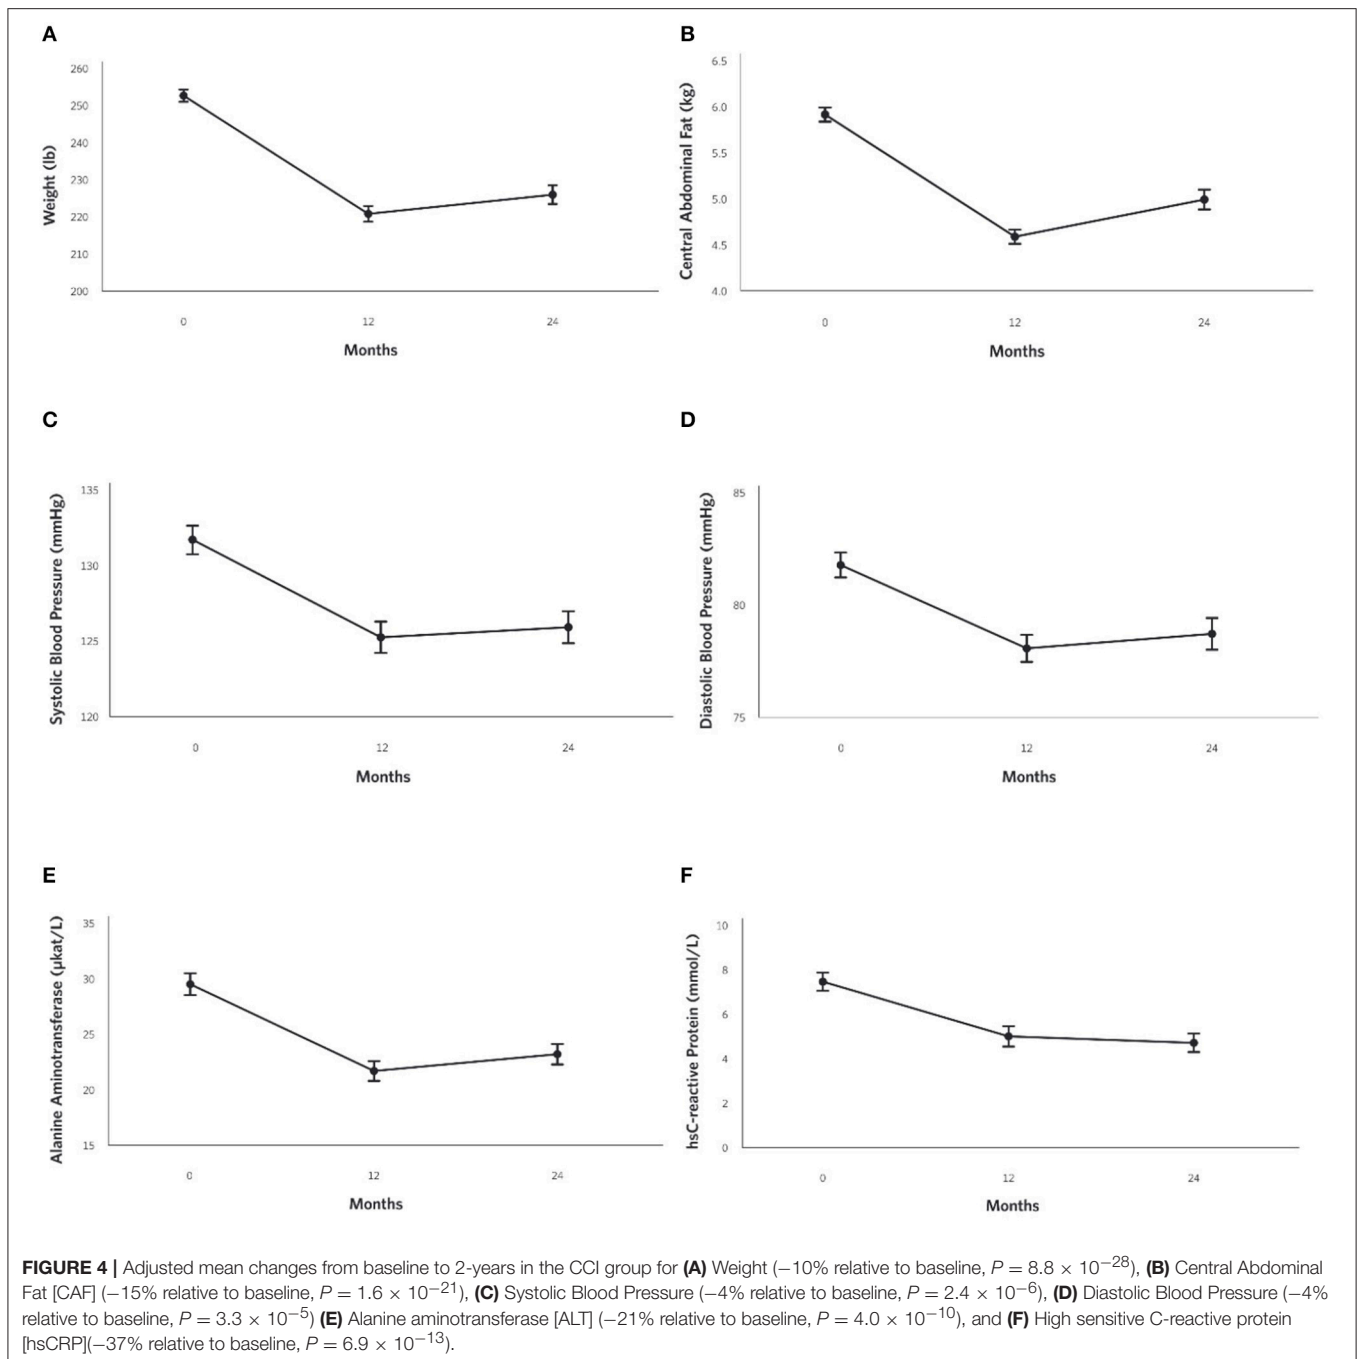 A
Weight (lb)
260
250
240
230
220
210
200
0 12 24
Months
B
Central Abdominal Fat (kg)
6.5
6.0
5.5
5.0
4.5
4.0
0 12 24
Months
C
Systolic Blood Pressure (mmHg)
135
130
125
120
0 12 24
Months
D
Diastolic Blood Pressure (mmHg)
85
80
75
0 12 24
Months
E
Alanine Aminotransferase (µkat/L)
35
30
25
20
15
0 12 24
Months
F
hsC-reactive Protein (mmol/L)
10
8
6
4
2
0
0 12 24
Months
FIGURE 4 | Adjusted mean changes from baseline to 2-years in the CCI group for (A) Weight (−10% relative to baseline, P = 8.8 × 10⁻²⁸), (B) Central Abdominal
Fat [CAF] (−15% relative to baseline, P = 1.6 × 10⁻²¹), (C) Systolic Blood Pressure (−4% relative to baseline, P = 2.4 × 10⁻⁶), (D) Diastolic Blood Pressure (−4%
relative to baseline, P = 3.3 × 10⁻⁵) (E) Alanine aminotransferase [ALT] (−21% relative to baseline, P = 4.0 × 10⁻¹⁰), and (F) High sensitive C-reactive protein
[hsCRP](−37% relative to baseline, P = 6.9 × 10⁻¹³).